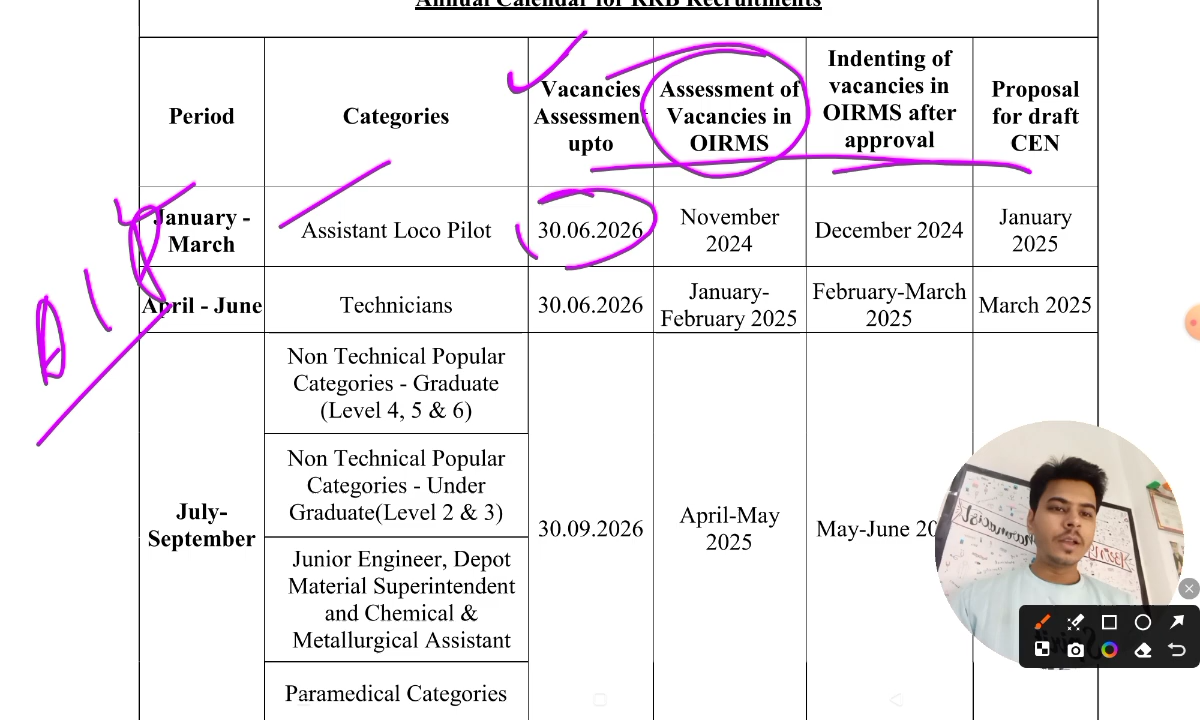 Annual Calendar for RRB Recruitments
Period
Categories
Vacancies
Assessment
upto
Assessment of
Vacancies in
OIRMS
Indenting of
vacancies in
OIRMS after
approval
Proposal
for draft
CEN
January -
March
Assistant Loco Pilot
30.06.2026
November
2024
December 2024
January
2025
April - June
Technicians
30.06.2026
January-
February 2025
February-March
2025
March 2025
July-
September
Non Technical Popular
Categories - Graduate
(Level 4, 5 & 6)
Non Technical Popular
Categories - Under
Graduate(Level 2 & 3)
Junior Engineer, Depot
Material Superintendent
and Chemical &
Metallurgical Assistant
Paramedical Categories
30.09.2026
April-May
2025
May-June 20